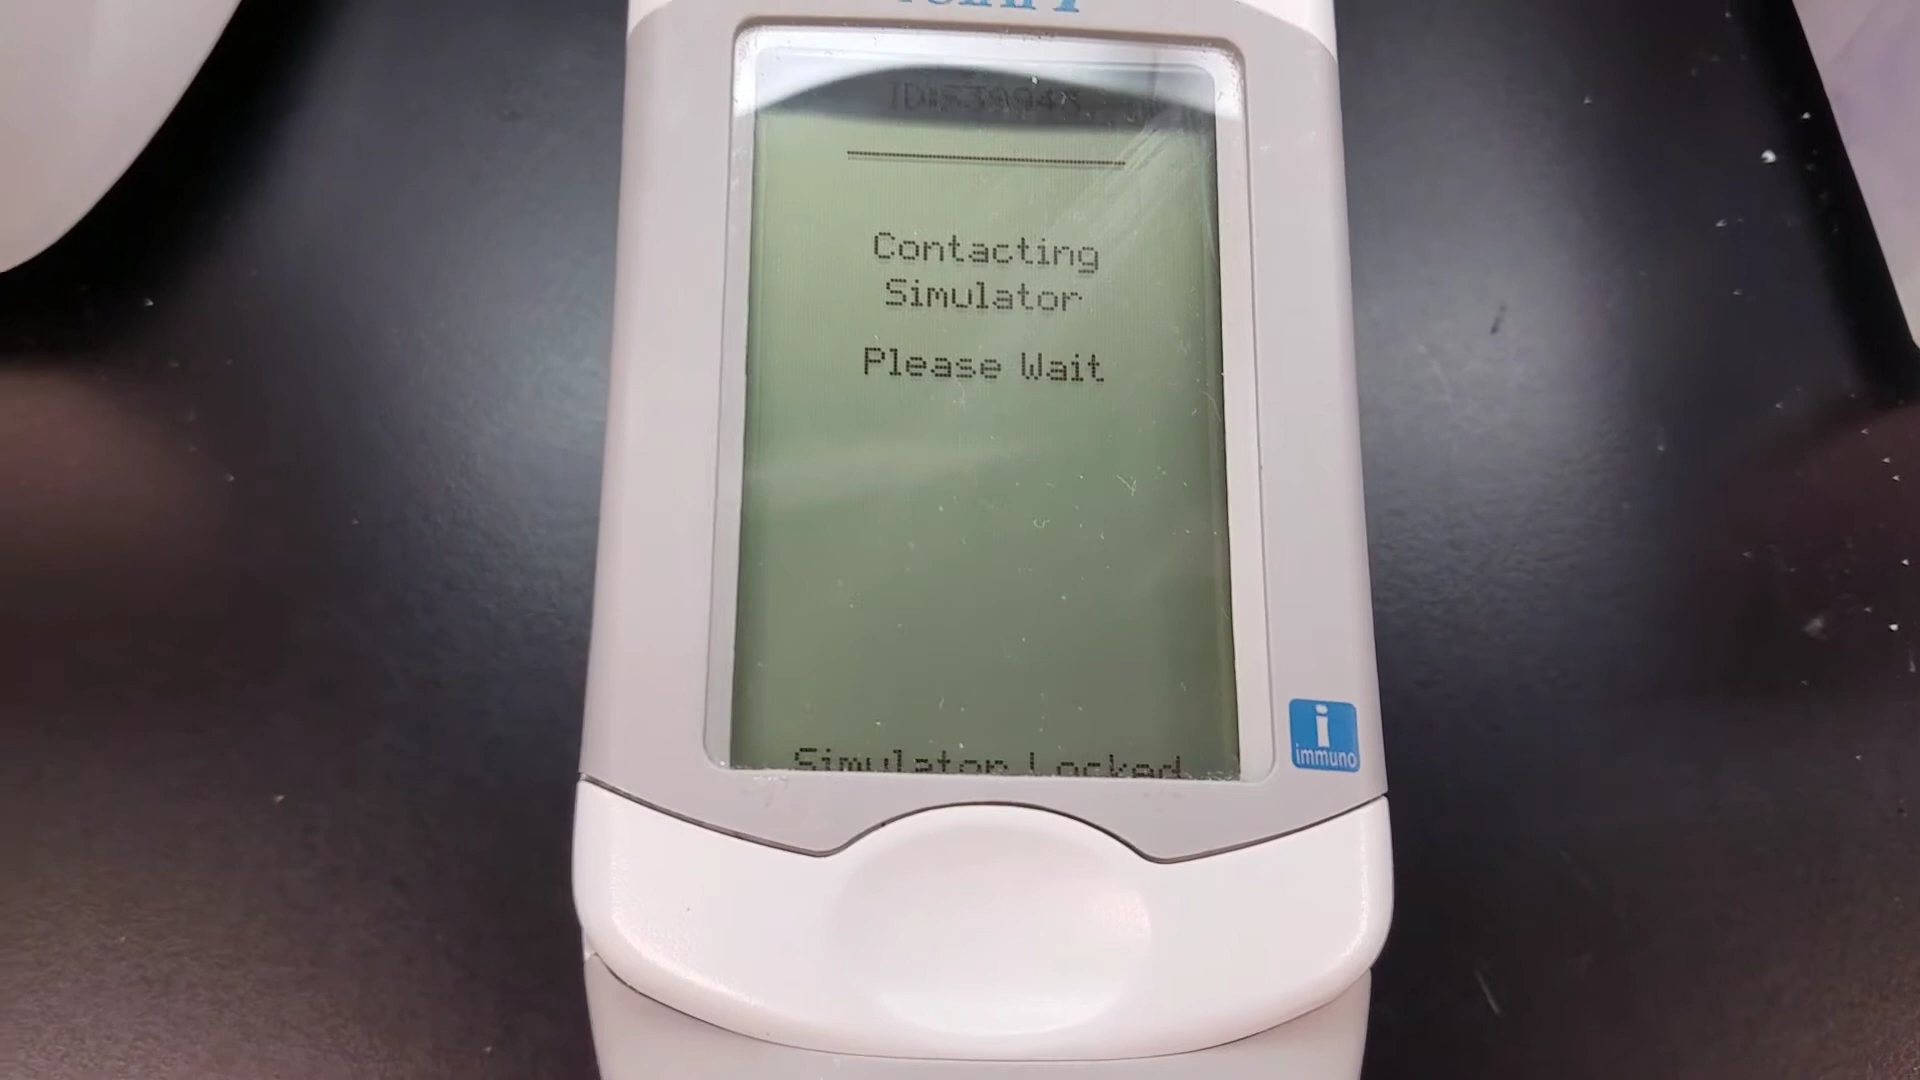 Contacting
Simulator
Please Wait
Simulator Locked
i
immuno